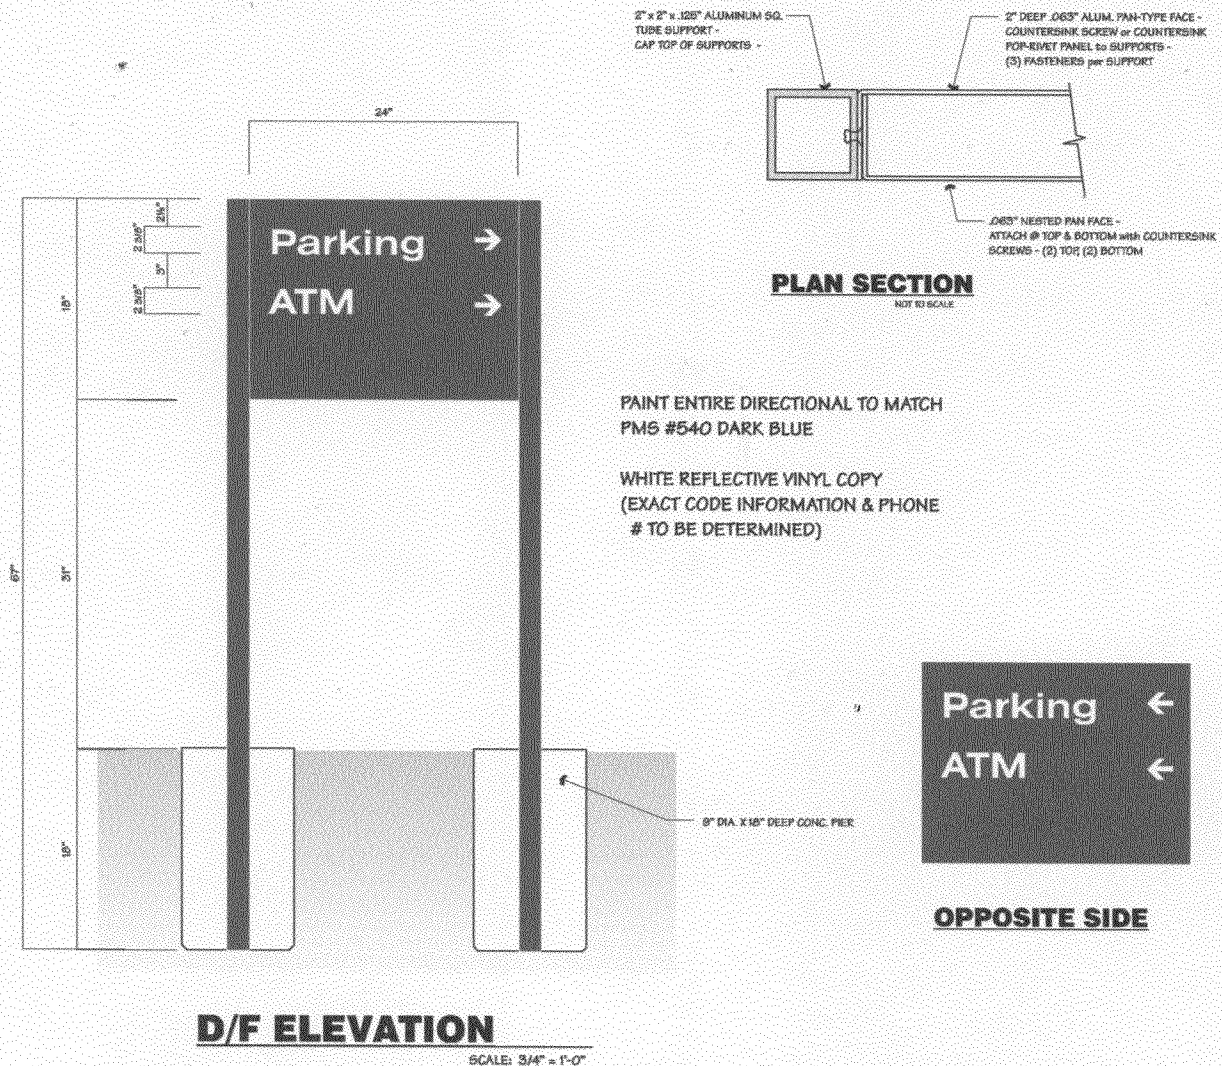 2" x 2" x .125" ALUMINUM SQ.
TUBE SUPPORT -
CAP TOP OF SUPPORTS -
2" DEEP .063" ALUM. PAN-TYPE FACE -
COUNTERSINK SCREW or COUNTERSINK
POP-RIVET PANEL to SUPPORTS -
(3) FASTENERS per SUPPORT
.063" NESTED PAN FACE -
ATTACH @ TOP & BOTTOM with COUNTERSINK
SCREWS - (2) TOP, (2) BOTTOM
PLAN SECTION
NOT TO SCALE
24"
2 3/8"
3"
2 3/8"
18"
31"
67"
18"
Parking →
ATM →
PAINT ENTIRE DIRECTIONAL TO MATCH
PMS #540 DARK BLUE
WHITE REFLECTIVE VINYL COPY
(EXACT CODE INFORMATION & PHONE
# TO BE DETERMINED)
9" DIA. X 18" DEEP CONC. PIER
Parking ←
ATM ←
OPPOSITE SIDE
D/F ELEVATION
SCALE: 3/4" = 1'-0"